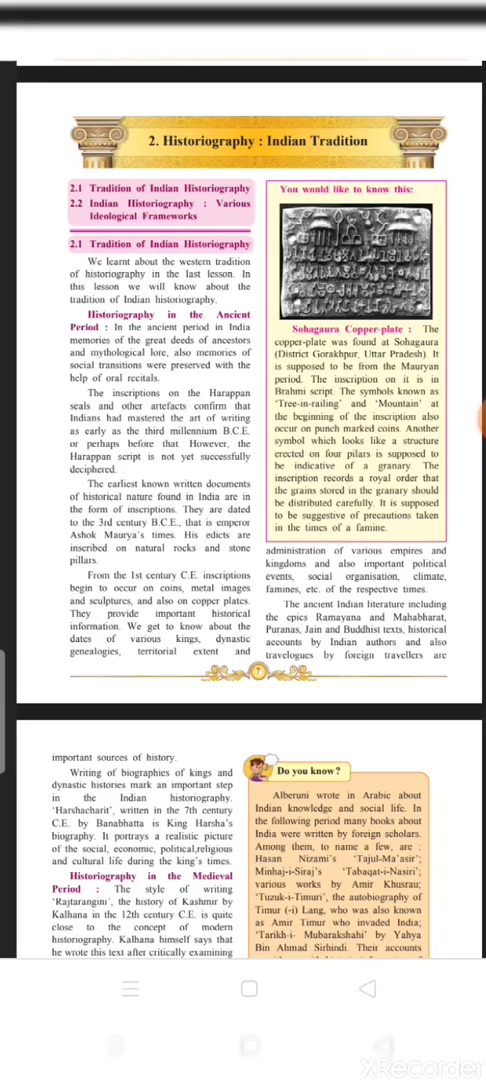 2. Historiography : Indian Tradition
2.1 Tradition of Indian Historiography
2.2 Indian Historiography : Various
Ideological Frameworks
2.1 Tradition of Indian Historiography
We learnt about the western tradition
of historiography in the last lesson. In
this lesson we will know about the
tradition of Indian historiography.
Historiography in the Ancient
Period : In the ancient period in India
memories of the great deeds of ancestors
and mythological lore, also memories of
social transitions were preserved with the
help of oral recitals.
The inscriptions on the Harappan
seals and other artefacts confirm that
Indians had mastered the art of writing
as early as the third millennium B.C.E.
or perhaps before that. However, the
Harappan script is not yet successfully
deciphered.
The earliest known written documents
of historical nature found in India are in
the form of inscriptions. They are dated
to the 3rd century B.C.E., that is emperor
Ashok Maurya's times. His edicts are
inscribed on natural rocks and stone
pillars.
From the 1st century C.E. inscriptions
begin to occur on coins, metal images
and sculptures, and also on copper plates.
They provide important historical
information. We get to know about the
dates of various kings, dynastic
genealogies, territorial extent and
You would like to know this:
Sohagaura Copper-plate : The
copper-plate was found at Sohagaura
(District Gorakhpur, Uttar Pradesh). It
is supposed to be from the Mauryan
period. The inscription on it is in
Brahmi script. The symbols known as
'Tree-in-railing' and 'Mountain' at
the beginning of the inscription also
occur on punch marked coins. Another
symbol which looks like a structure
erected on four pilars is supposed to
be indicative of a granary. The
inscription records a royal order that
the grains stored in the granary should
be distributed carefully. It is supposed
to be suggestive of precautions taken
in the times of a famine.
administration of various empires and
kingdoms and also important political
events, social organisation, climate,
famines, etc. of the respective times.
The ancient Indian literature including
the epics Ramayana and Mahabharat,
Puranas, Jain and Buddhist texts, historical
accounts by Indian authors and also
travelogues by foreign travellers are
7
important sources of history.
Writing of biographies of kings and
dynastic histories mark an important step
in the Indian historiography.
'Harshacharit', written in the 7th century
C.E. by Banabhatta is King Harsha's
biography. It portrays a realistic picture
of the social, economic, political,religious
and cultural life during the king's times.
Historiography in the Medieval
Period : The style of writing
'Rajtarangini', the history of Kashmir by
Kalhana in the 12th century C.E. is quite
close to the concept of modern
historiography. Kalhana himself says that
he wrote this text after critically examining
Do you know?
Alberuni wrote in Arabic about
Indian knowledge and social life. In
the following period many books about
India were written by foreign scholars.
Among them, to name a few, are :
Hasan Nizami's 'Tajul-Ma'asir';
Minhaj-i-Siraj's 'Tabaqat-i-Nasiri';
various works by Amir Khusrau;
'Tuzuk-i-Timuri', the autobiography of
Timur (-i) Lang, who was also known
as Amir Timur who invaded India;
'Tarikh-i- Mubarakshahi' by Yahya
Bin Ahmad Sirhindi. Their accounts
XRecorder